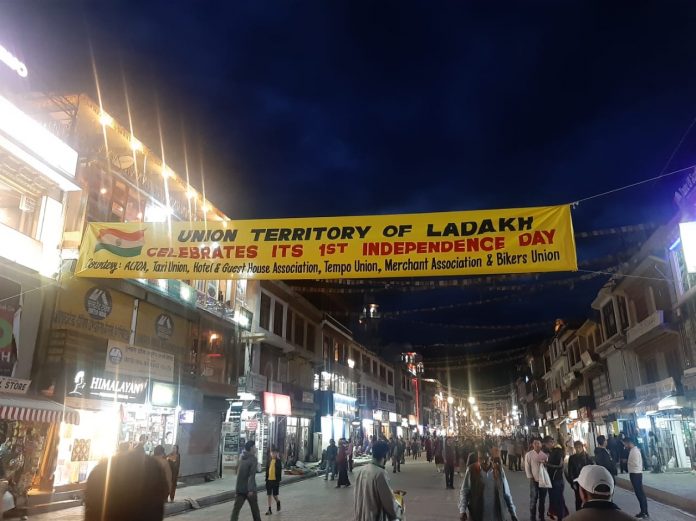 UNION TERRITORY OF LADAKH
CELEBRATES ITS 1ST INDEPENDENCE DAY
Courtesy: ALTOA, Taxi Union, Hotel & Guest House Association, Tempo Union, Merchant Association & Bikers Union
HIMALAYAN
STORE